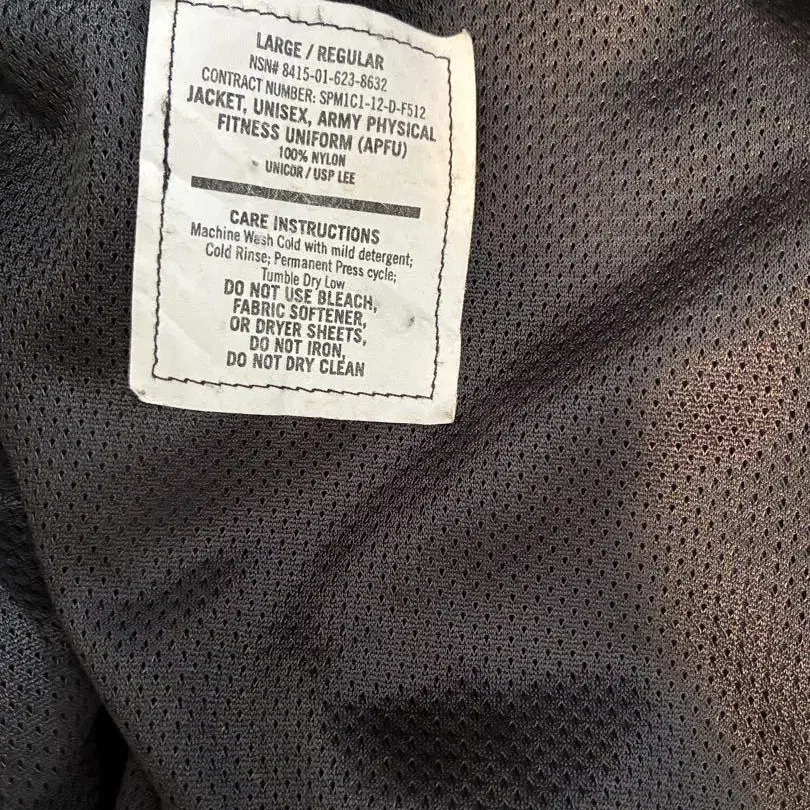 LARGE / REGULAR
NSN# 8415-01-623-8632
CONTRACT NUMBER: SPM1C1-12-D-F512
JACKET, UNISEX, ARMY PHYSICAL
FITNESS UNIFORM (APFU)
100% NYLON
UNICOR / USP LEE
CARE INSTRUCTIONS
Machine Wash Cold with mild detergent;
Cold Rinse; Permanent Press cycle;
Tumble Dry Low
DO NOT USE BLEACH,
FABRIC SOFTENER,
OR DRYER SHEETS,
DO NOT IRON,
DO NOT DRY CLEAN